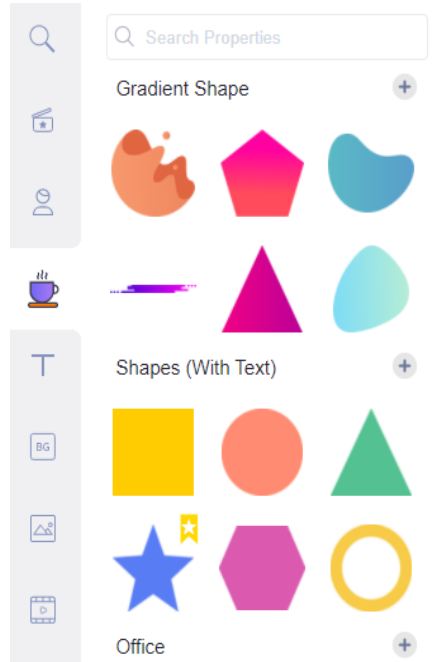 Search Properties
Gradient Shape
Shapes (With Text)
T
BG
Office